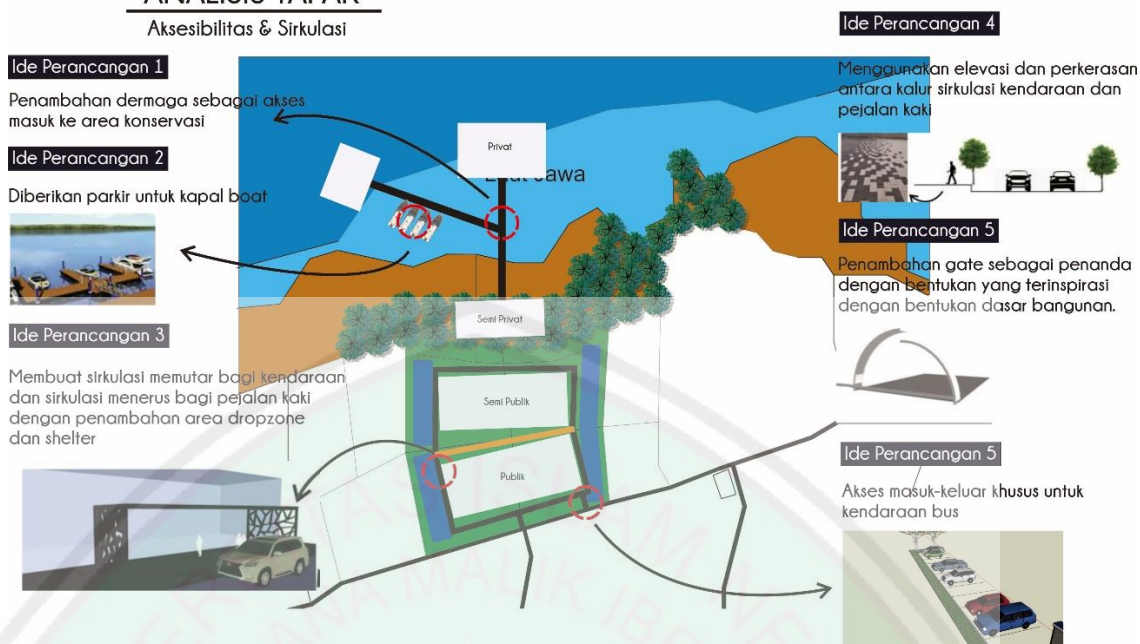 ANALISIS TAPAK
Aksesibilitas & Sirkulasi
Ide Perancangan 1
Penambahan dermaga sebagai akses
masuk ke area konservasi
Ide Perancangan 2
Diberikan parkir untuk kapal boat
Ide Perancangan 3
Membuat sirkulasi memutar bagi kendaraan
dan sirkulasi menerus bagi pejalan kaki
dengan penambahan area dropzone
dan shelter
Privat
Laut Jawa
Semi Privat
Semi Publik
Publik
Ide Perancangan 4
Menggunakan elevasi dan perkerasan
antara kalur sirkulasi kendaraan dan
pejalan kaki
Ide Perancangan 5
Penambahan gate sebagai penanda
dengan bentukan yang terinspirasi
dengan bentukan dasar bangunan.
Ide Perancangan 5
Akses masuk-keluar khusus untuk
kendaraan bus